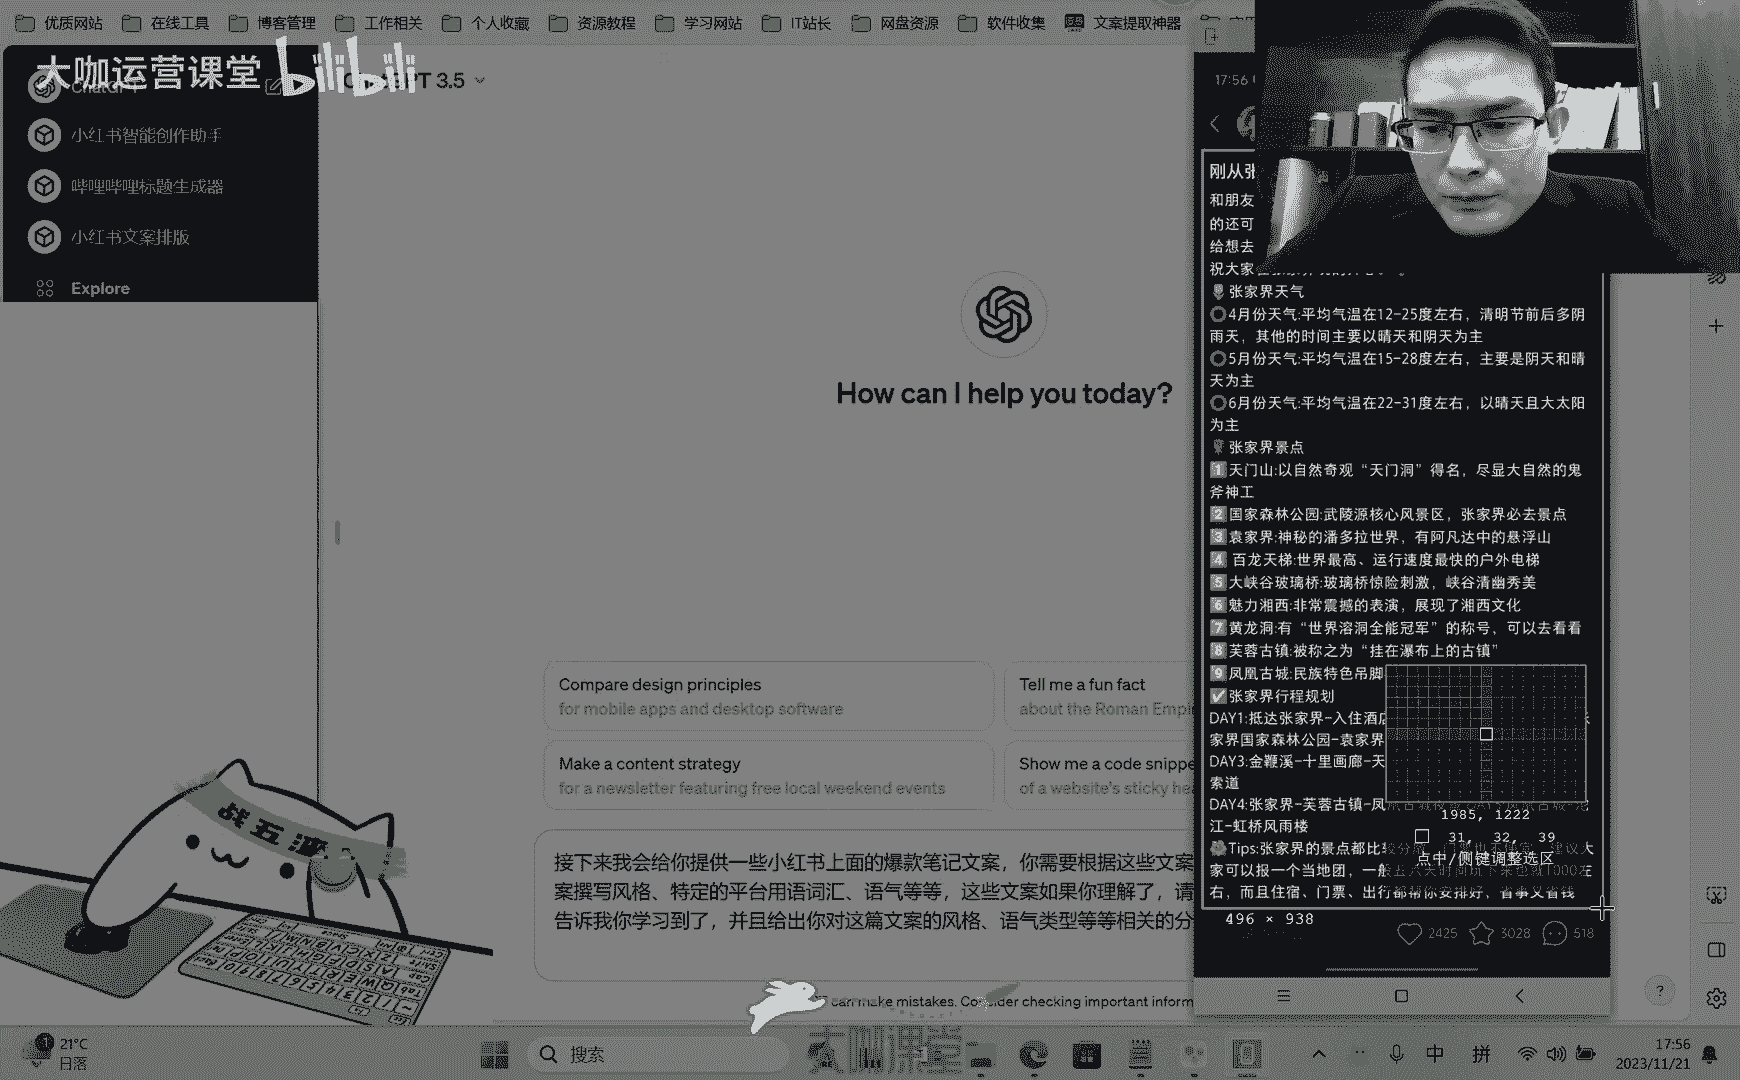 优质网站 在线工具 博客管理 工作相关 个人收藏 资源教程 学习网站 IT站长 网盘资源 软件收集 文案提取神器
大咖运营课堂 bilibili
ChatGPT
PT 3.5
小红书智能创作助手
哔哩哔哩标题生成器
小红书文案排版
Explore
How can I help you today?
Compare design principles
for mobile apps and desktop software
Tell me a fun fact
about the Roman Empi
Make a content strategy
for a newsletter featuring free local weekend events
Show me a code snippe
of a website's sticky hea
接下来我会给你提供一些小红书上面的爆款笔记文案，你需要根据这些文案
案撰写风格、特定的平台用语词汇、语气等等，这些文案如果你理解了，请
告诉我你学习到了，并且给出你对这篇文案的风格、语气类型等等相关的分
can make mistakes. Consider checking important inform
17:56
刚从张
和朋友
的还可
给想去
祝大家
张家界天气
4月份天气:平均气温在12-25度左右，清明节前后多阴
雨天，其他的时间主要以晴天和阴天为主
5月份天气:平均气温在15-28度左右，主要是阴天和晴
天为主
6月份天气:平均气温在22-31度左右，以晴天且大太阳
为主
张家界景点
1 天门山:以自然奇观“天门洞”得名，尽显大自然的鬼
斧神工
2 国家森林公园:武陵源核心风景区，张家界必去景点
3 袁家界:神秘的潘多拉世界，有阿凡达中的悬浮山
4 百龙天梯:世界最高、运行速度最快的户外电梯
5 大峡谷玻璃桥:玻璃桥惊险刺激，峡谷清幽秀美
6 魅力湘西:非常震撼的表演，展现了湘西文化
7 黄龙洞:有“世界溶洞全能冠军”的称号，可以去看看
8 芙蓉古镇:被称之为“挂在瀑布上的古镇”
9 凤凰古城:民族特色吊脚
张家界行程规划
DAY1:抵达张家界-入住酒店
家界国家森林公园-袁家界
DAY3:金鞭溪-十里画廊-天
索道
DAY4:张家界-芙蓉古镇-凤
江-虹桥风雨楼
Tips:张家界的景点都比较分散
建议大
家可以报一个当地团，一般
1000左
右，而且住宿、门票、出行都帮你安排好，省事又省钱
1985, 1222
31, 32, 39
点中/侧键调整选区
496 × 938
2425 3028 518
战五渣
21°C
日落
搜索
大咖课堂
中 拼
17:56
2023/11/21